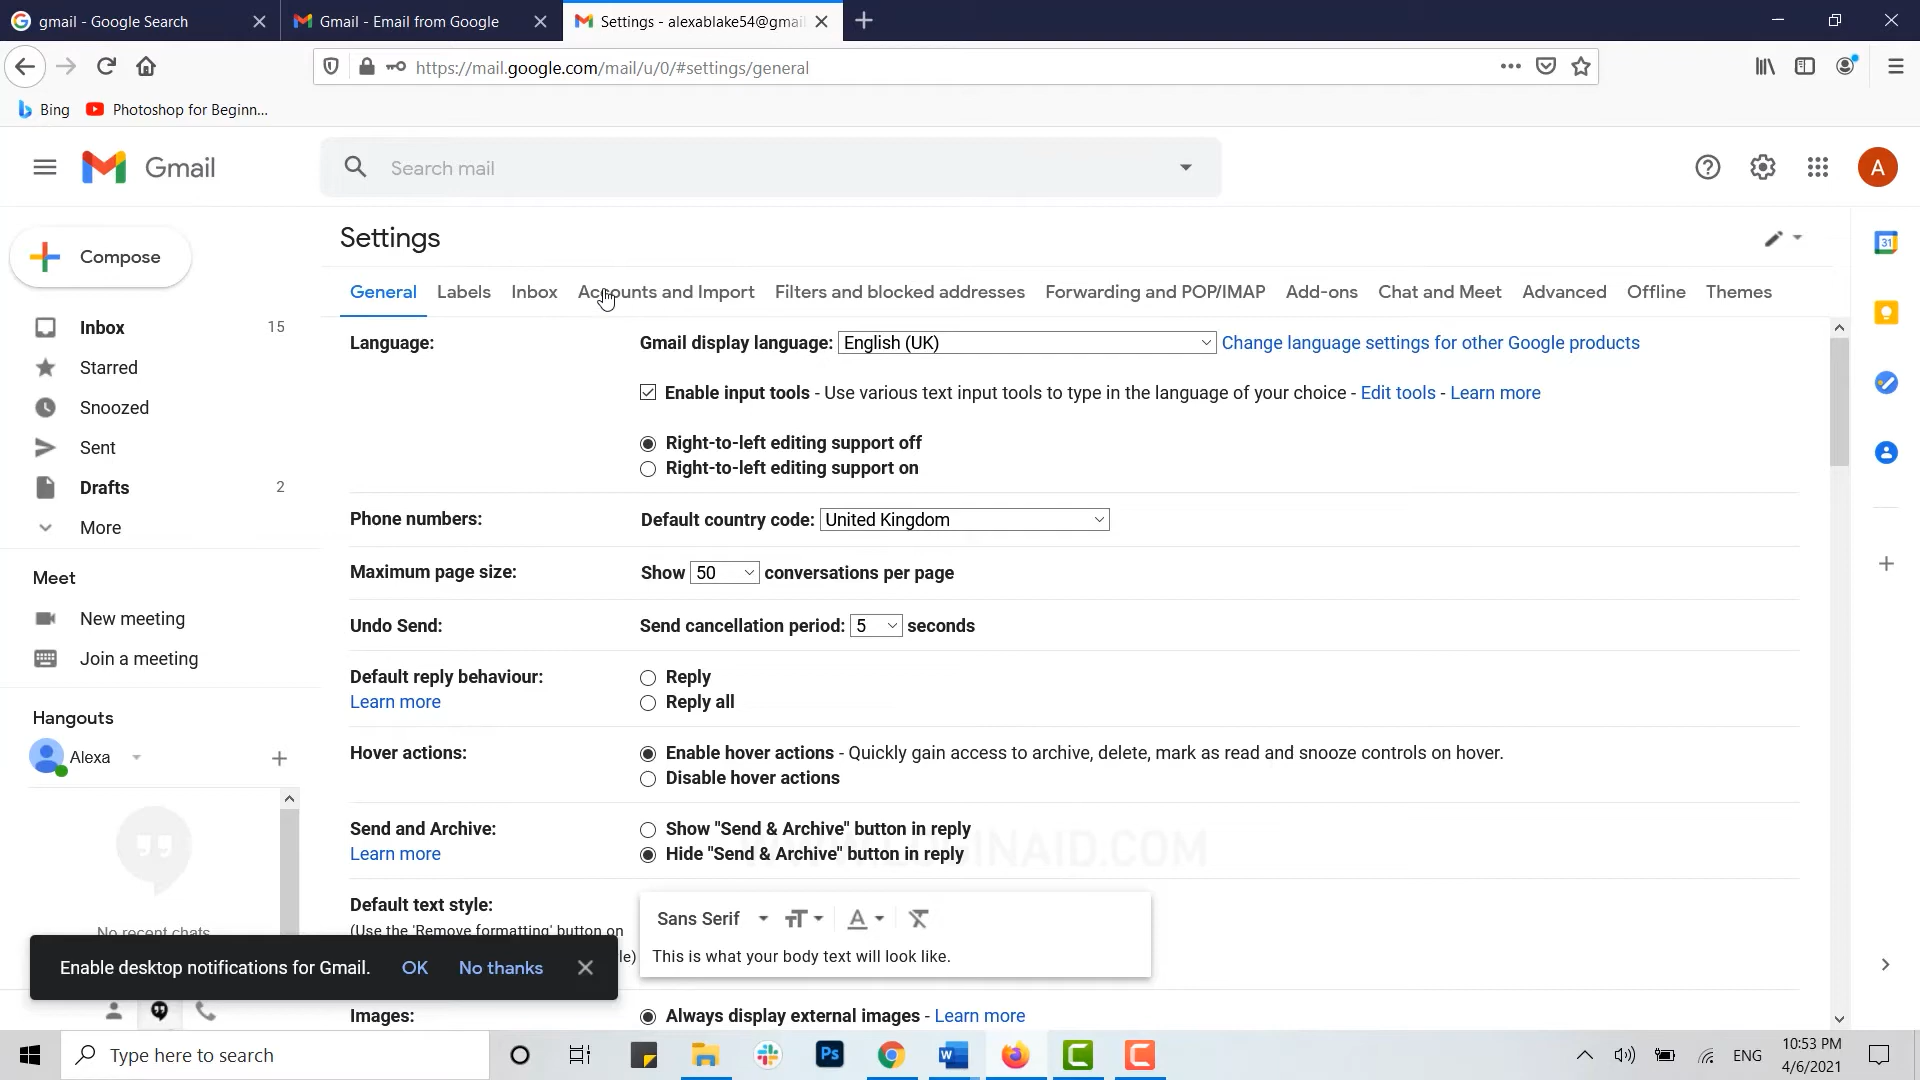 gmail - Google Search
Gmail - Email from Google
Settings - alexablake54@gmai
https://mail.google.com/mail/u/0/#settings/general
Bing
Photoshop for Beginn...
Gmail
Search mail
A
Compose
Settings
General
Labels
Inbox
Accounts and Import
Filters and blocked addresses
Forwarding and POP/IMAP
Add-ons
Chat and Meet
Advanced
Offline
Themes
Inbox 15
Starred
Snoozed
Sent
Drafts 2
More
Meet
New meeting
Join a meeting
Hangouts
Alexa
No recent chats
Language:
Gmail display language: English (UK) Change language settings for other Google products
Enable input tools - Use various text input tools to type in the language of your choice - Edit tools - Learn more
Right-to-left editing support off
Right-to-left editing support on
Phone numbers:
Default country code: United Kingdom
Maximum page size:
Show 50 conversations per page
Undo Send:
Send cancellation period: 5 seconds
Default reply behaviour:
Learn more
Reply
Reply all
Hover actions:
Enable hover actions - Quickly gain access to archive, delete, mark as read and snooze controls on hover.
Disable hover actions
Send and Archive:
Learn more
Show "Send & Archive" button in reply
Hide "Send & Archive" button in reply
Default text style:
(Use the 'Remove formatting' button on
le)
Sans Serif
This is what your body text will look like.
Images:
Always display external images - Learn more
Enable desktop notifications for Gmail. OK No thanks
31
Type here to search
Ps
W
ENG
10:53 PM
4/6/2021